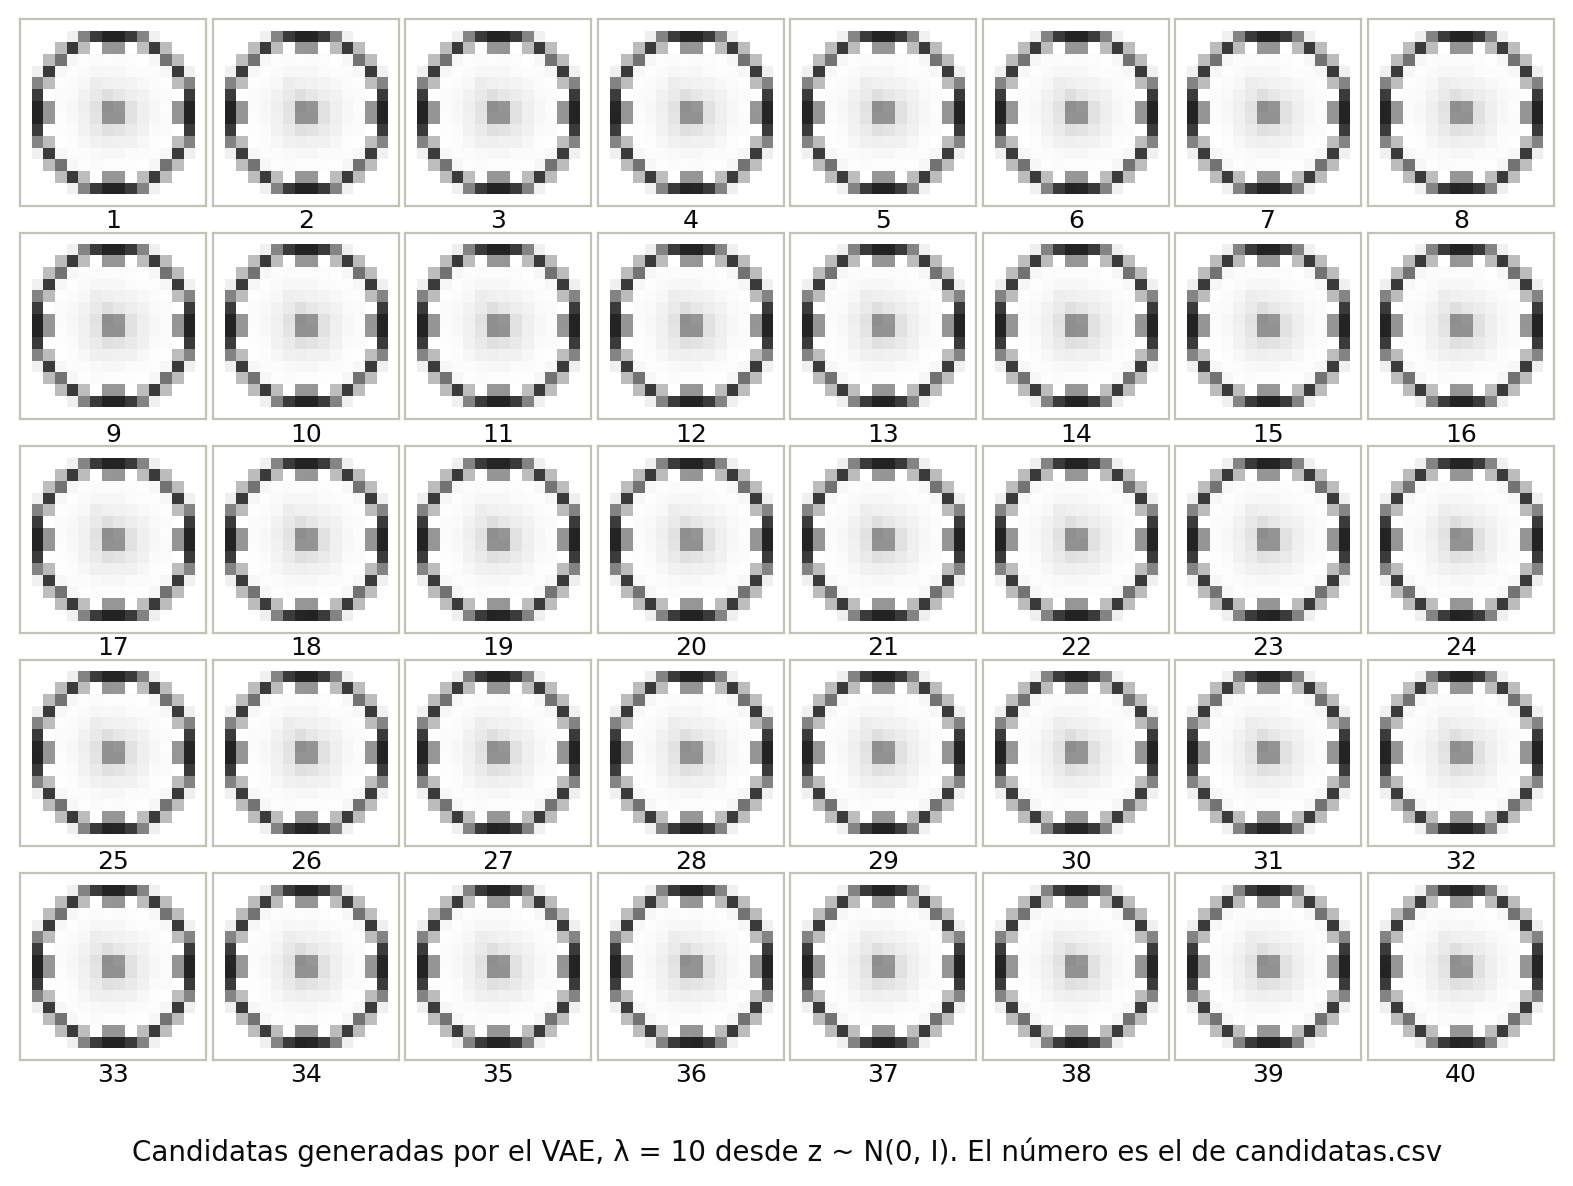 1 2 3 4 5 6 7 8
9 10 11 12 13 14 15 16
17 18 19 20 21 22 23 24
25 26 27 28 29 30 31 32
33 34 35 36 37 38 39 40
Candidatas generadas por el VAE, λ = 10 desde z ~ N(0, I). El número es el de candidatas.csv